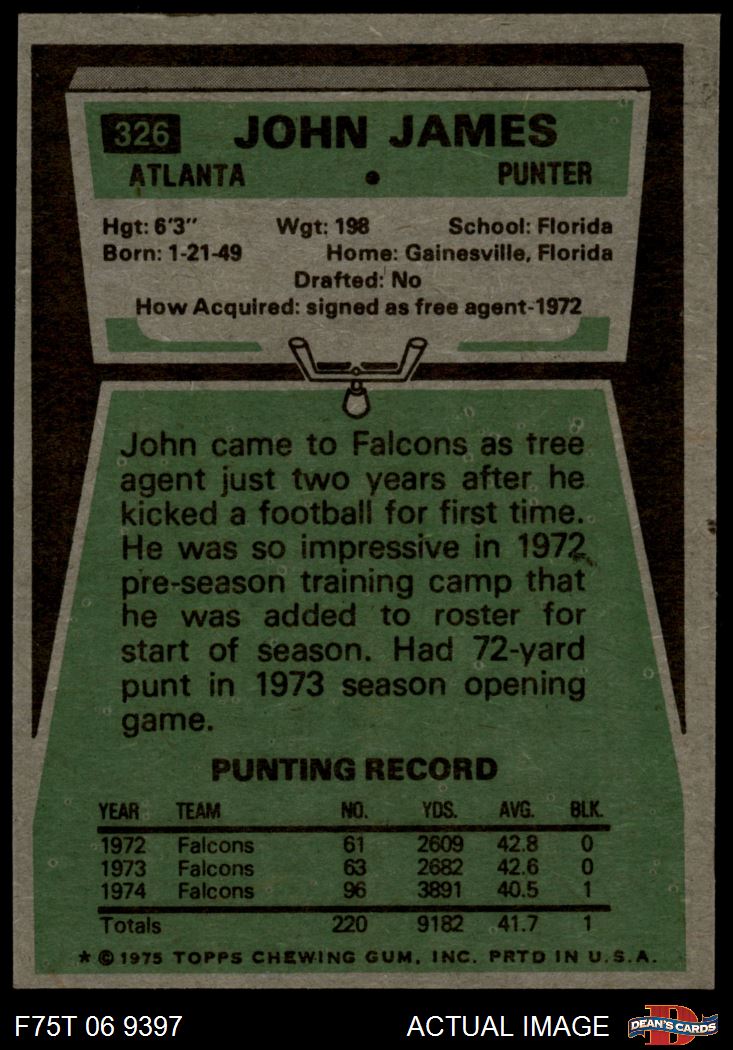 326 JOHN JAMES
ATLANTA • PUNTER
Hgt: 6'3" Wgt: 198 School: Florida
Born: 1-21-49 Home: Gainesville, Florida
Drafted: No
How Acquired: signed as free agent-1972
John came to Falcons as free
agent just two years after he
kicked a football for first time.
He was so impressive in 1972
pre-season training camp that
he was added to roster for
start of season. Had 72-yard
punt in 1973 season opening
game.
PUNTING RECORD
YEAR TEAM NO. YDS. AVG. BLK.
1972 Falcons 61 2609 42.8 0
1973 Falcons 63 2682 42.6 0
1974 Falcons 96 3891 40.5 1
Totals 220 9182 41.7 1
* © 1975 TOPPS CHEWING GUM, INC. PRTD IN U.S.A.
F75T 06 9397 ACTUAL IMAGE DEAN'S CARDS